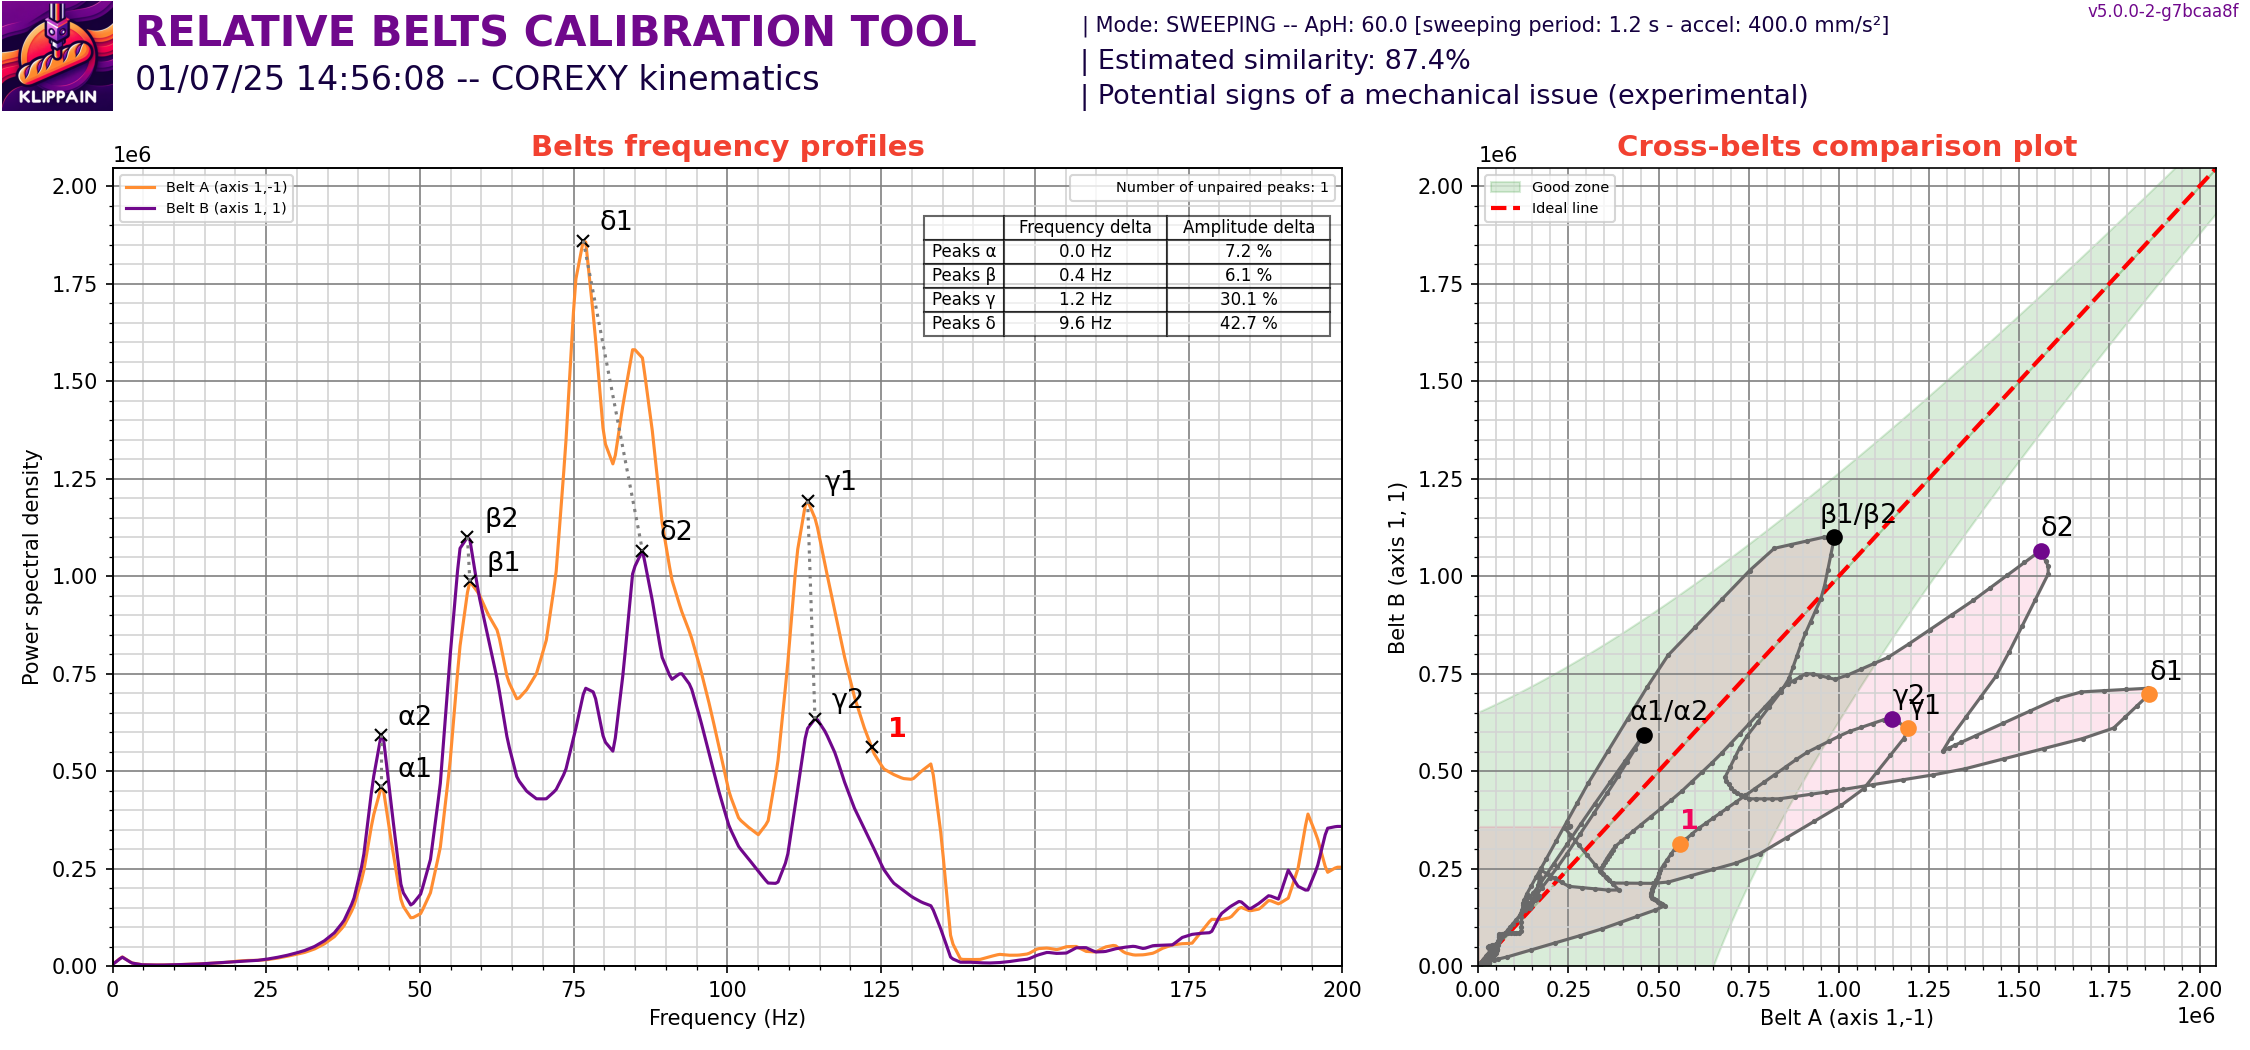 KLIPPAIN
RELATIVE BELTS CALIBRATION TOOL
01/07/25 14:56:08 -- COREXY kinematics
| Mode: SWEEPING -- ApH: 60.0 [sweeping period: 1.2 s - accel: 400.0 mm/s²]
| Estimated similarity: 87.4%
| Potential signs of a mechanical issue (experimental)
v5.0.0-2-g7bcaa8f
Belts frequency profiles
1e6
Belt A (axis 1,-1)
Belt B (axis 1, 1)
Number of unpaired peaks: 1
Frequency delta Amplitude delta
Peaks α 0.0 Hz 7.2 %
Peaks β 0.4 Hz 6.1 %
Peaks γ 1.2 Hz 30.1 %
Peaks δ 9.6 Hz 42.7 %
δ1
δ2
γ1
β2
β1
γ2
1
α2
α1
Power spectral density
2.00
1.75
1.50
1.25
1.00
0.75
0.50
0.25
0.00
0 25 50 75 100 125 150 175 200
Frequency (Hz)
Cross-belts comparison plot
1e6
Good zone
Ideal line
β1/β2
δ2
δ1
γ2
γ1
α1/α2
1
Belt B (axis 1, 1)
2.00
1.75
1.50
1.25
1.00
0.75
0.50
0.25
0.00
0.00 0.25 0.50 0.75 1.00 1.25 1.50 1.75 2.00
Belt A (axis 1,-1)
1e6